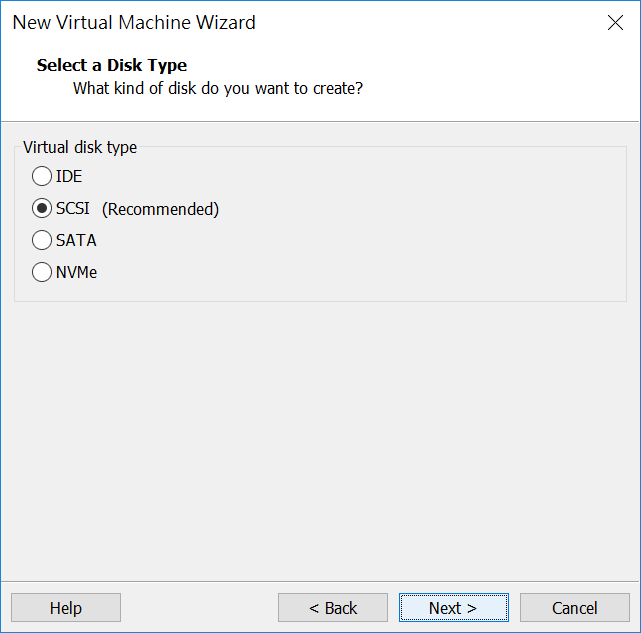 New Virtual Machine Wizard
Select a Disk Type
What kind of disk do you want to create?
Virtual disk type
IDE
SCSI (Recommended)
SATA
NVMe
Help
< Back
Next >
Cancel